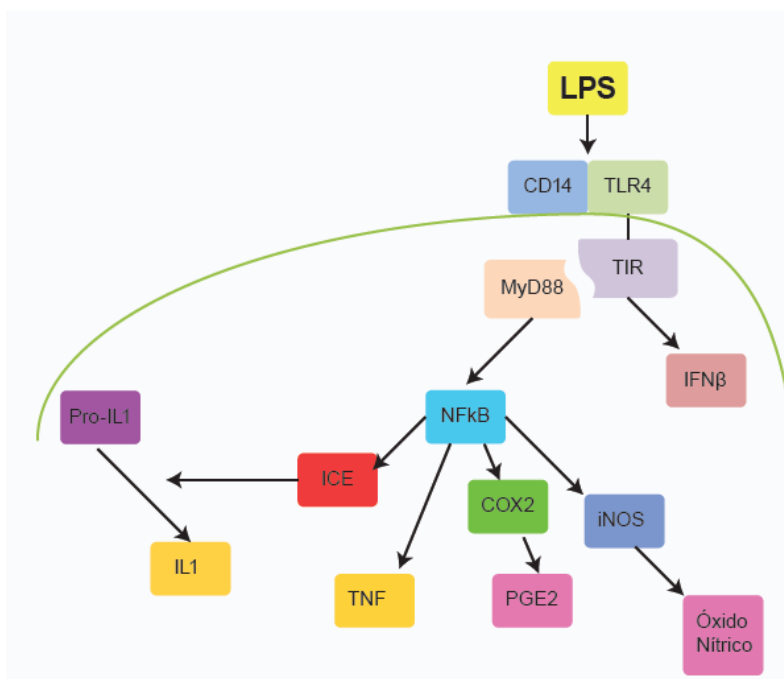 LPS
CD14
TLR4
TIR
MyD88
IFNβ
Pro-IL1
NFkB
ICE
COX2
iNOS
IL1
TNF
PGE2
Óxido
Nítrico